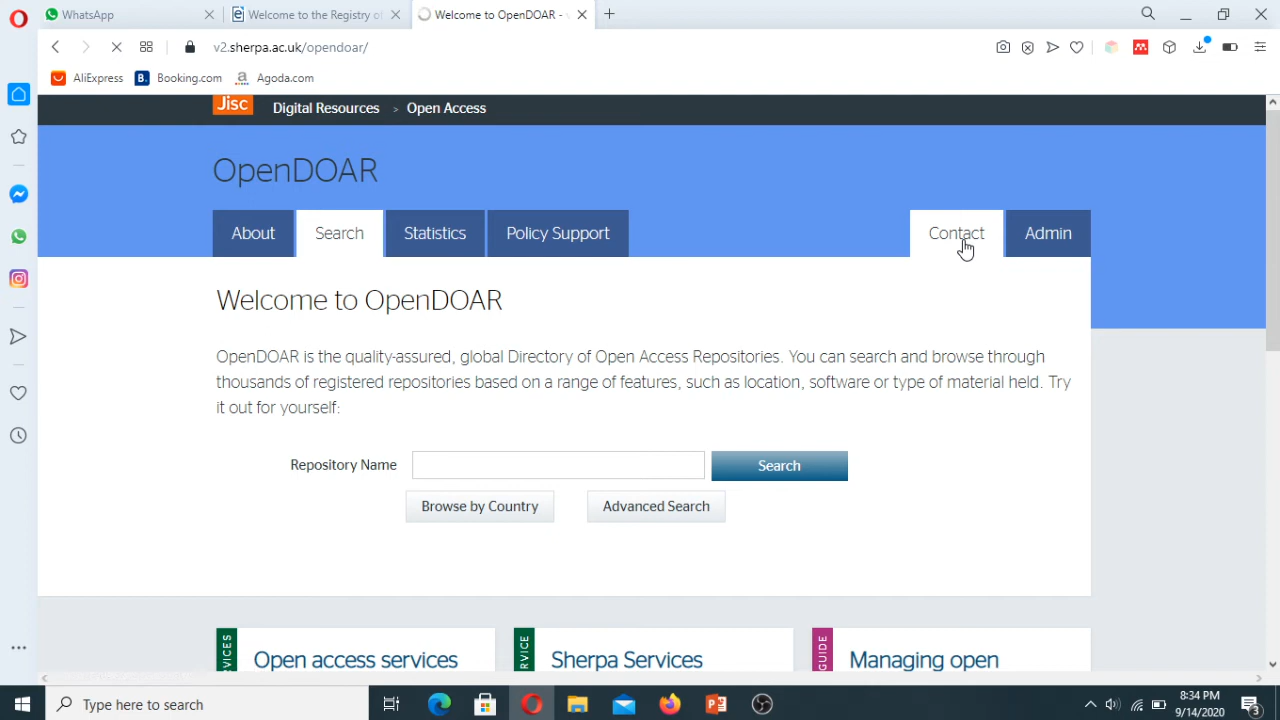 WhatsApp
Welcome to the Registry of
Welcome to OpenDOAR -
v2.sherpa.ac.uk/opendoar/
AliExpress
B.
Booking.com
a
Agoda.com
Jisc
Digital Resources > Open Access
OpenDOAR
About
Search
Statistics
Policy Support
Contact
Admin
Welcome to OpenDOAR
OpenDOAR is the quality-assured, global Directory of Open Access Repositories. You can search and browse through
thousands of registered repositories based on a range of features, such as location, software or type of material held. Try
it out for yourself:
Repository Name
Search
Browse by Country
Advanced Search
Open access services
Sherpa Services
GUIDE
Managing open
Type here to search
8:34 PM
9/14/2020
3